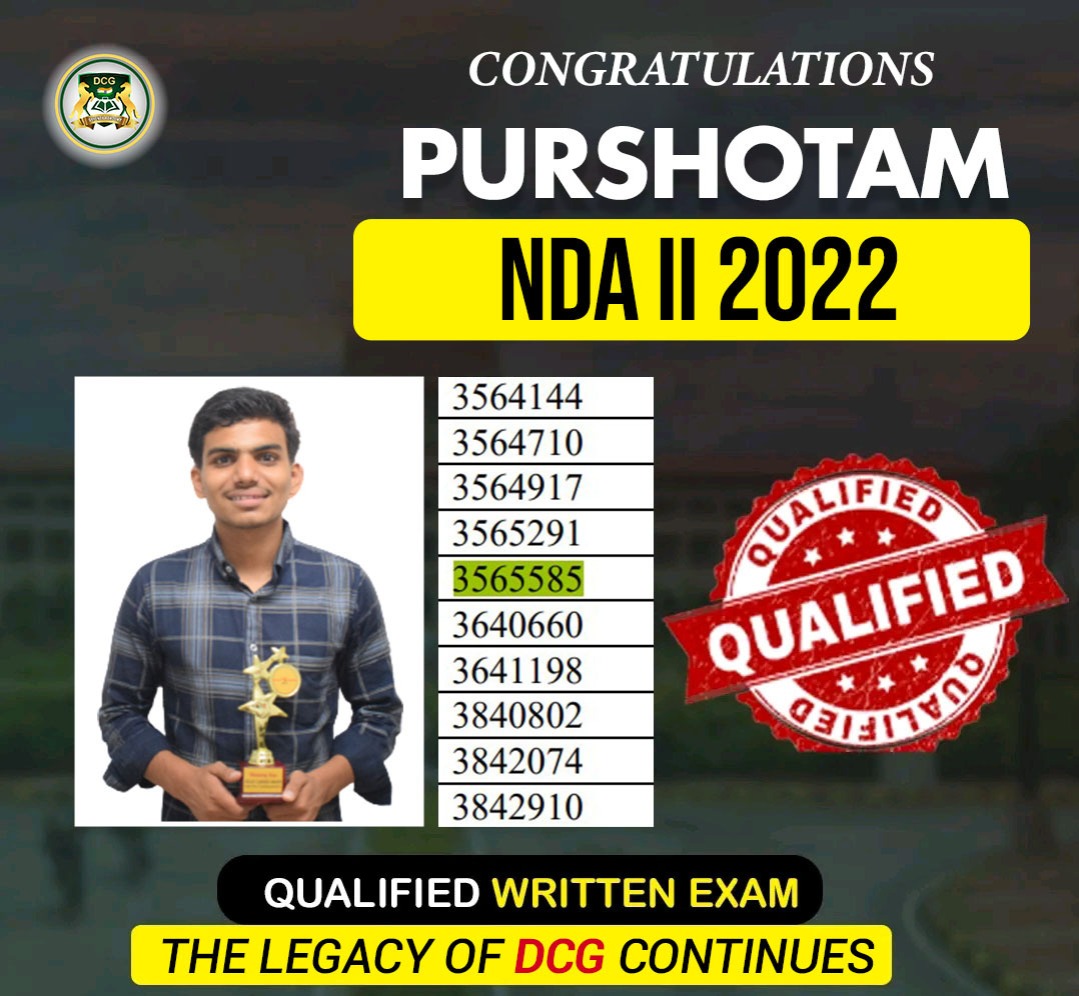 DCG
CONGRATULATIONS
PURSHOTAM
NDA II 2022
3564144
3564710
3564917
3565291
3565585
3640660
3641198
3840802
3842074
3842910
QUALIFIED
QUALIFIED
QUALIFIED
QUALIFIED WRITTEN EXAM
THE LEGACY OF DCG CONTINUES